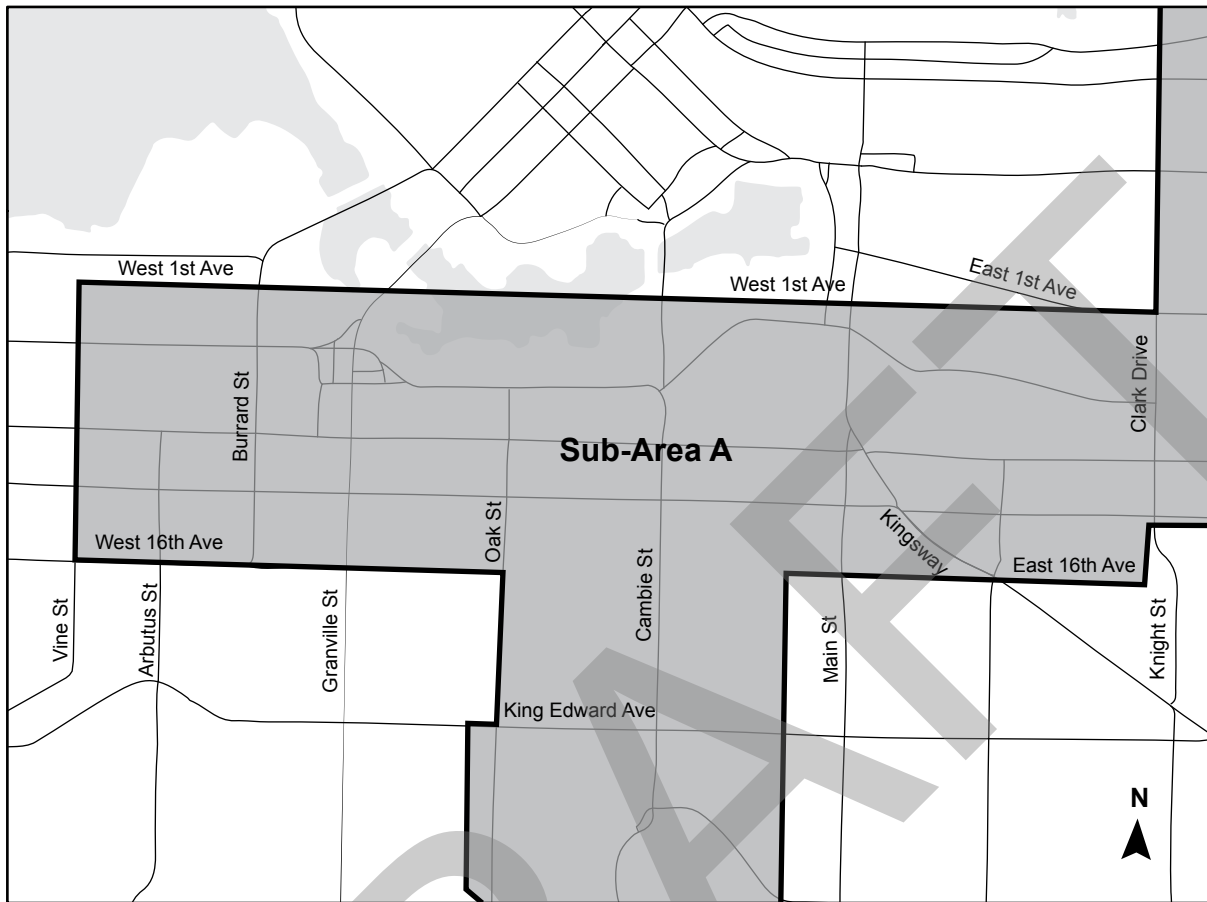 West 1st Ave
West 1st Ave
East 1st Ave
Burrard St
Clark Drive
Sub-Area A
Oak St
Kingsway
West 16th Ave
East 16th Ave
Vine St
Arbutus St
Granville St
Cambie St
Main St
Knight St
King Edward Ave
N
DRAFT